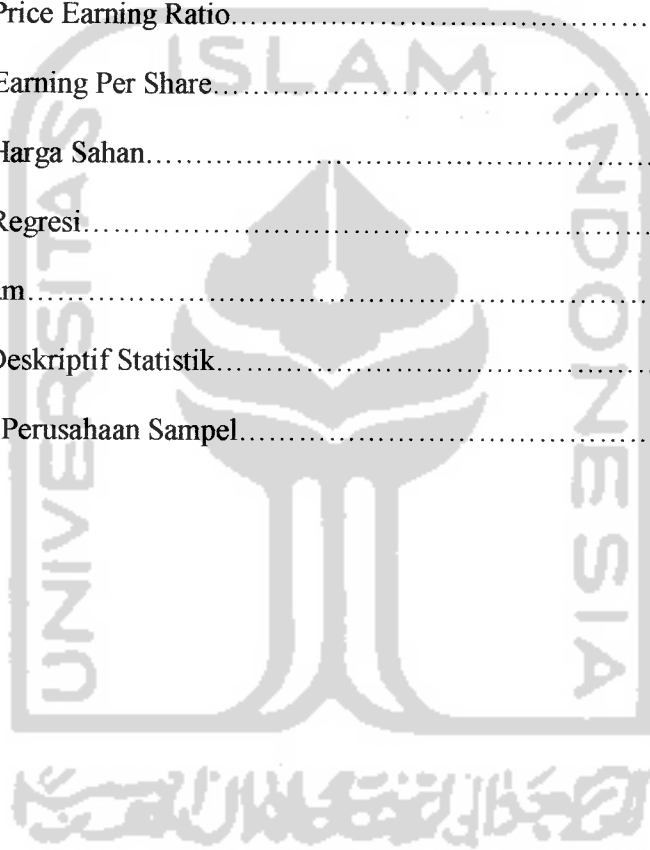 Price Earning Ratio
Earning Per Share
Harga Sahan
Regresi
Deskriptif Statistik
Perusahaan Sampel
UNIVERSITAS
ISLAM
INDONESIA